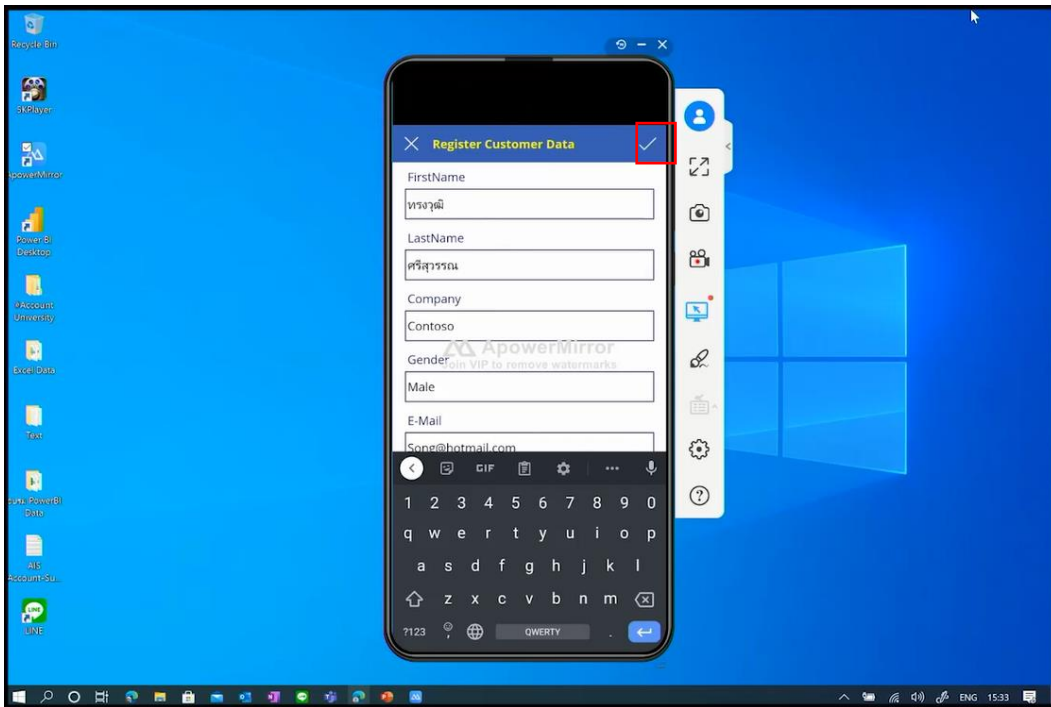 Recycle Bin
5KPlayer
ApowerMirror
Power BI
Desktop
eAccount
University
Excel Data
Text
PowerBI
Data
AIS
Account-Su...
LINE
Register Customer Data
FirstName
ทรงวุฒิ
LastName
ศรีสุวรรณ
Company
Contoso
ApowerMirror
Join VIP to remove watermarks
Gender
Male
E-Mail
Song@hotmail.com
GIF
1 2 3 4 5 6 7 8 9 0
q w e r t y u i o p
a s d f g h j k l
z x c v b n m
?123 , QWERTY .
ENG 15:33